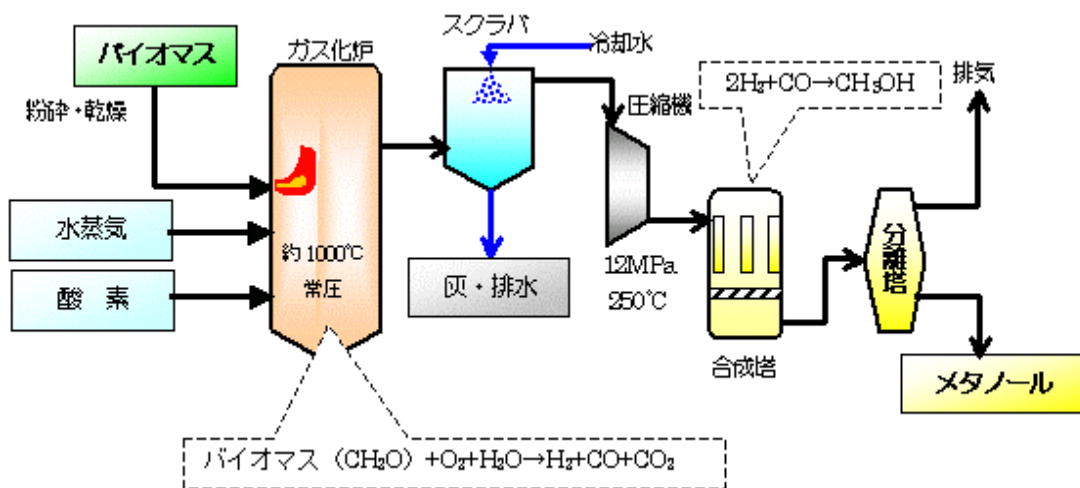 バイオマス
粉砕・乾燥
水蒸気
酸 素
ガス化炉
約1000℃
常圧
スクラバ
冷却水
灰・排水
圧縮機
12MPa
250℃
2H₂+CO→CH₃OH
合成塔
排気
分離塔
メタノール
バイオマス（CH₂O）+O₂+H₂O→H₂+CO+CO₂